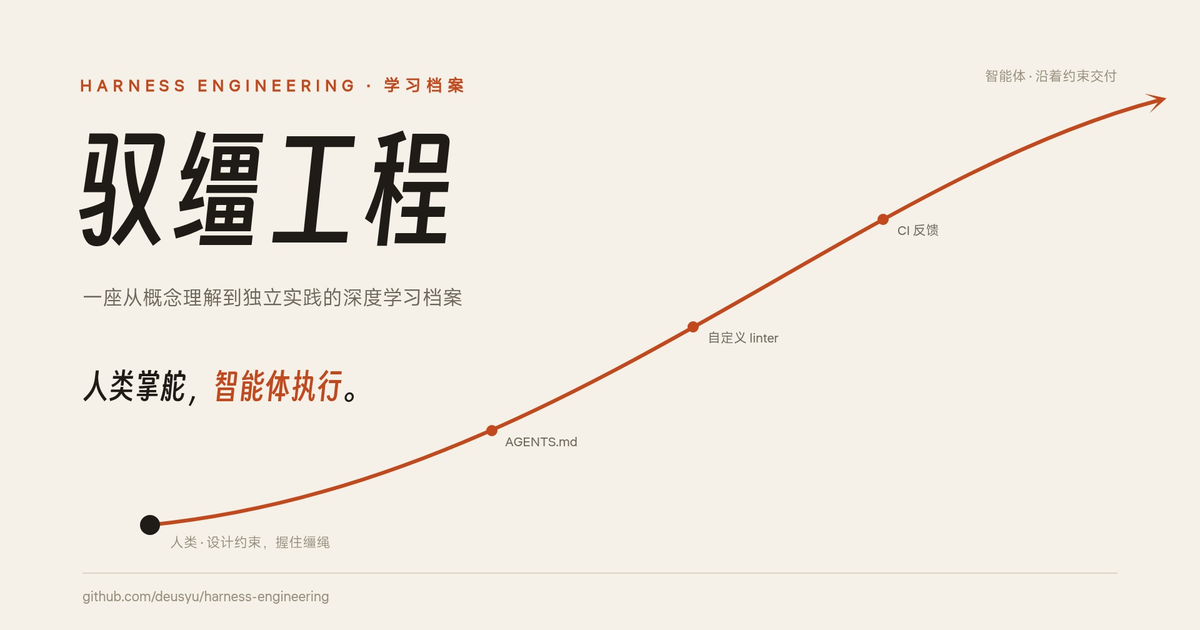 HARNESS ENGINEERING · 学习档案
驭缰工程
一座从概念理解到独立实践的深度学习档案
人类掌舵，智能体执行。
智能体·沿着约束交付
CI 反馈
自定义 linter
AGENTS.md
人类·设计约束，握住缰绳
github.com/deusyu/harness-engineering